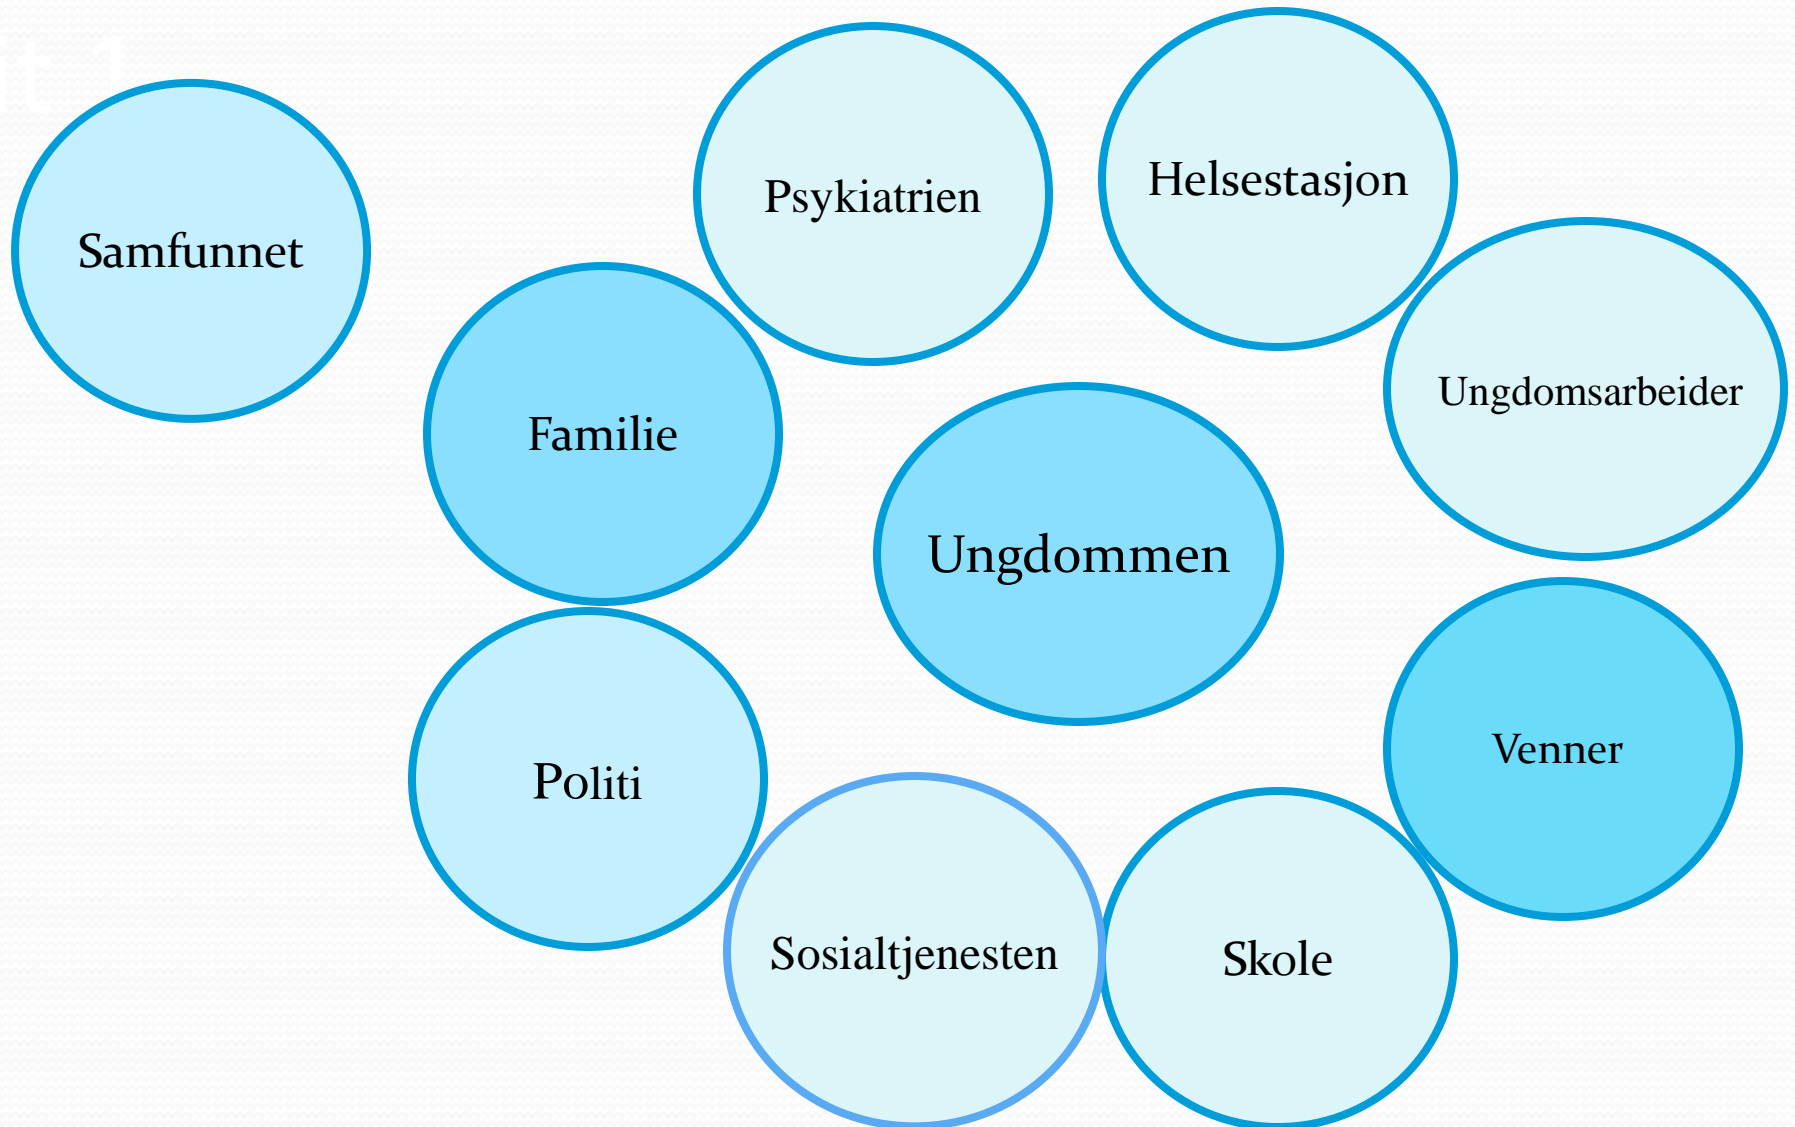 Psykiatrien
Helsestasjon
Samfunnet
Ungdomsarbeider
Familie
Ungdommen
Venner
Politi
Sosialtjenesten
Skole